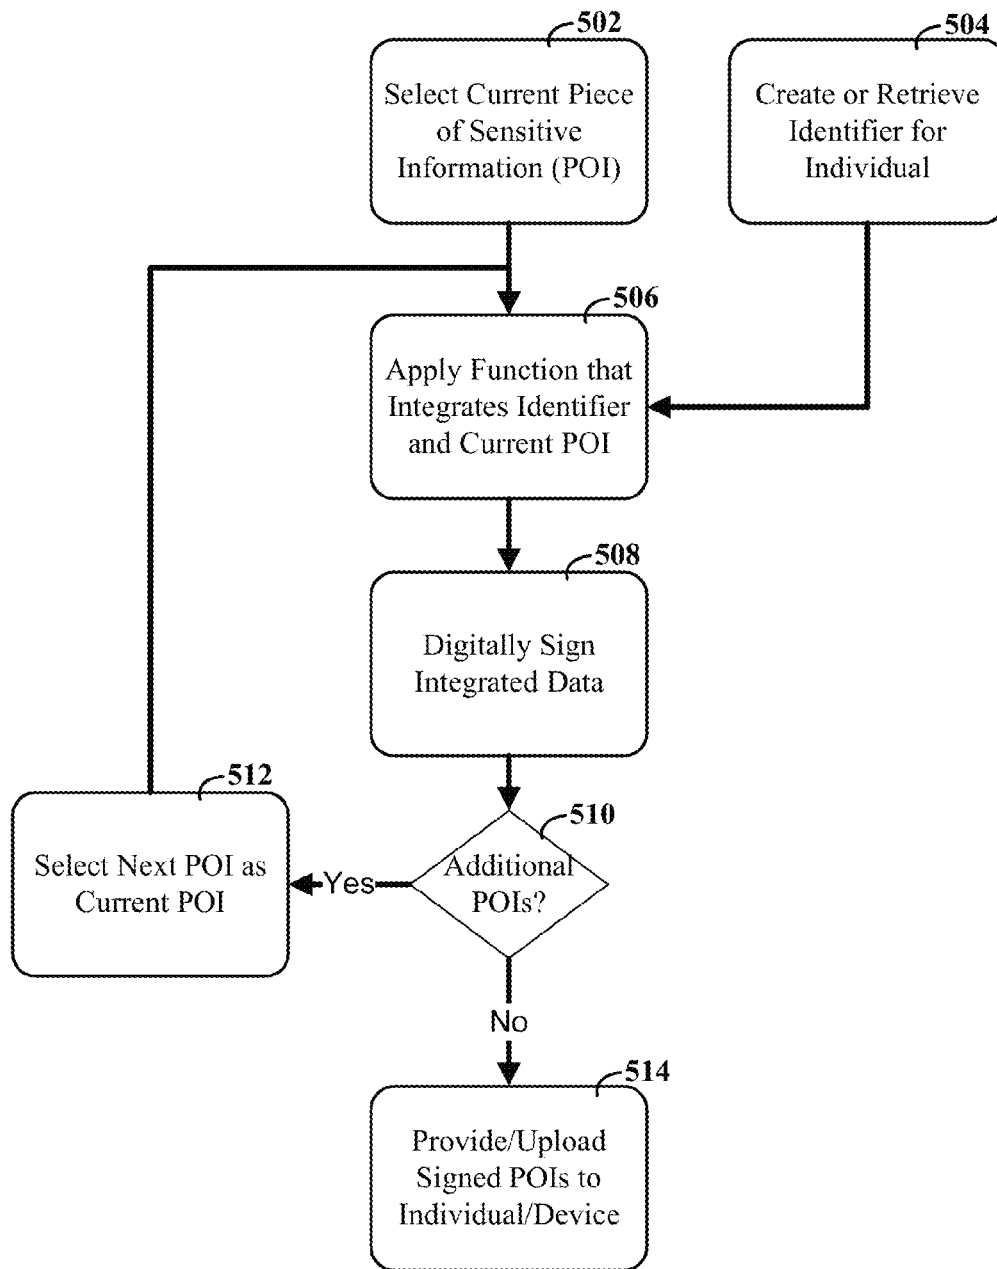 502
Select Current Piece
of Sensitive
Information (POI)
504
Create or Retrieve
Identifier for
Individual
506
Apply Function that
Integrates Identifier
and Current POI
508
Digitally Sign
Integrated Data
510
Additional
POIs?
Yes
512
Select Next POI as
Current POI
No
514
Provide/Upload
Signed POIs to
Individual/Device